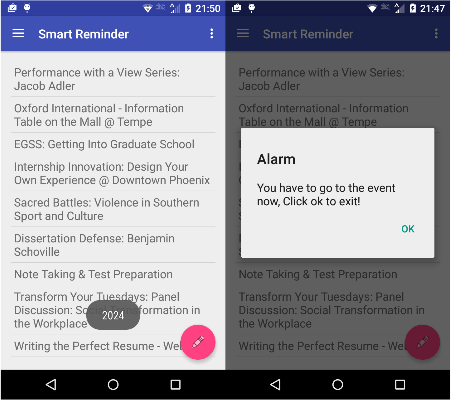 21:50
Smart Reminder
Performance with a View Series:
Jacob Adler
Oxford International - Information
Table on the Mall @ Tempe
EGSS: Getting Into Graduate School
Internship Innovation: Design Your
Own Experience @ Downtown Phoenix
Sacred Battles: Violence in Southern
Sport and Culture
Dissertation Defense: Benjamin
Schoville
Note Taking & Test Preparation
Transform Your Tuesdays: Panel
Discussion: Social Transformation in
the Workplace
2024
Writing the Perfect Resume - We
21:47
Smart Reminder
Performance with a View Series:
Jacob Adler
Oxford International - Information
Table on the Mall @ Tempe
Alarm
You have to go to the event
now, Click ok to exit!
OK
Schoville
Note Taking & Test Preparation
Transform Your Tuesdays: Panel
Discussion: Social Transformation in
the Workplace
Writing the Perfect Resume - We